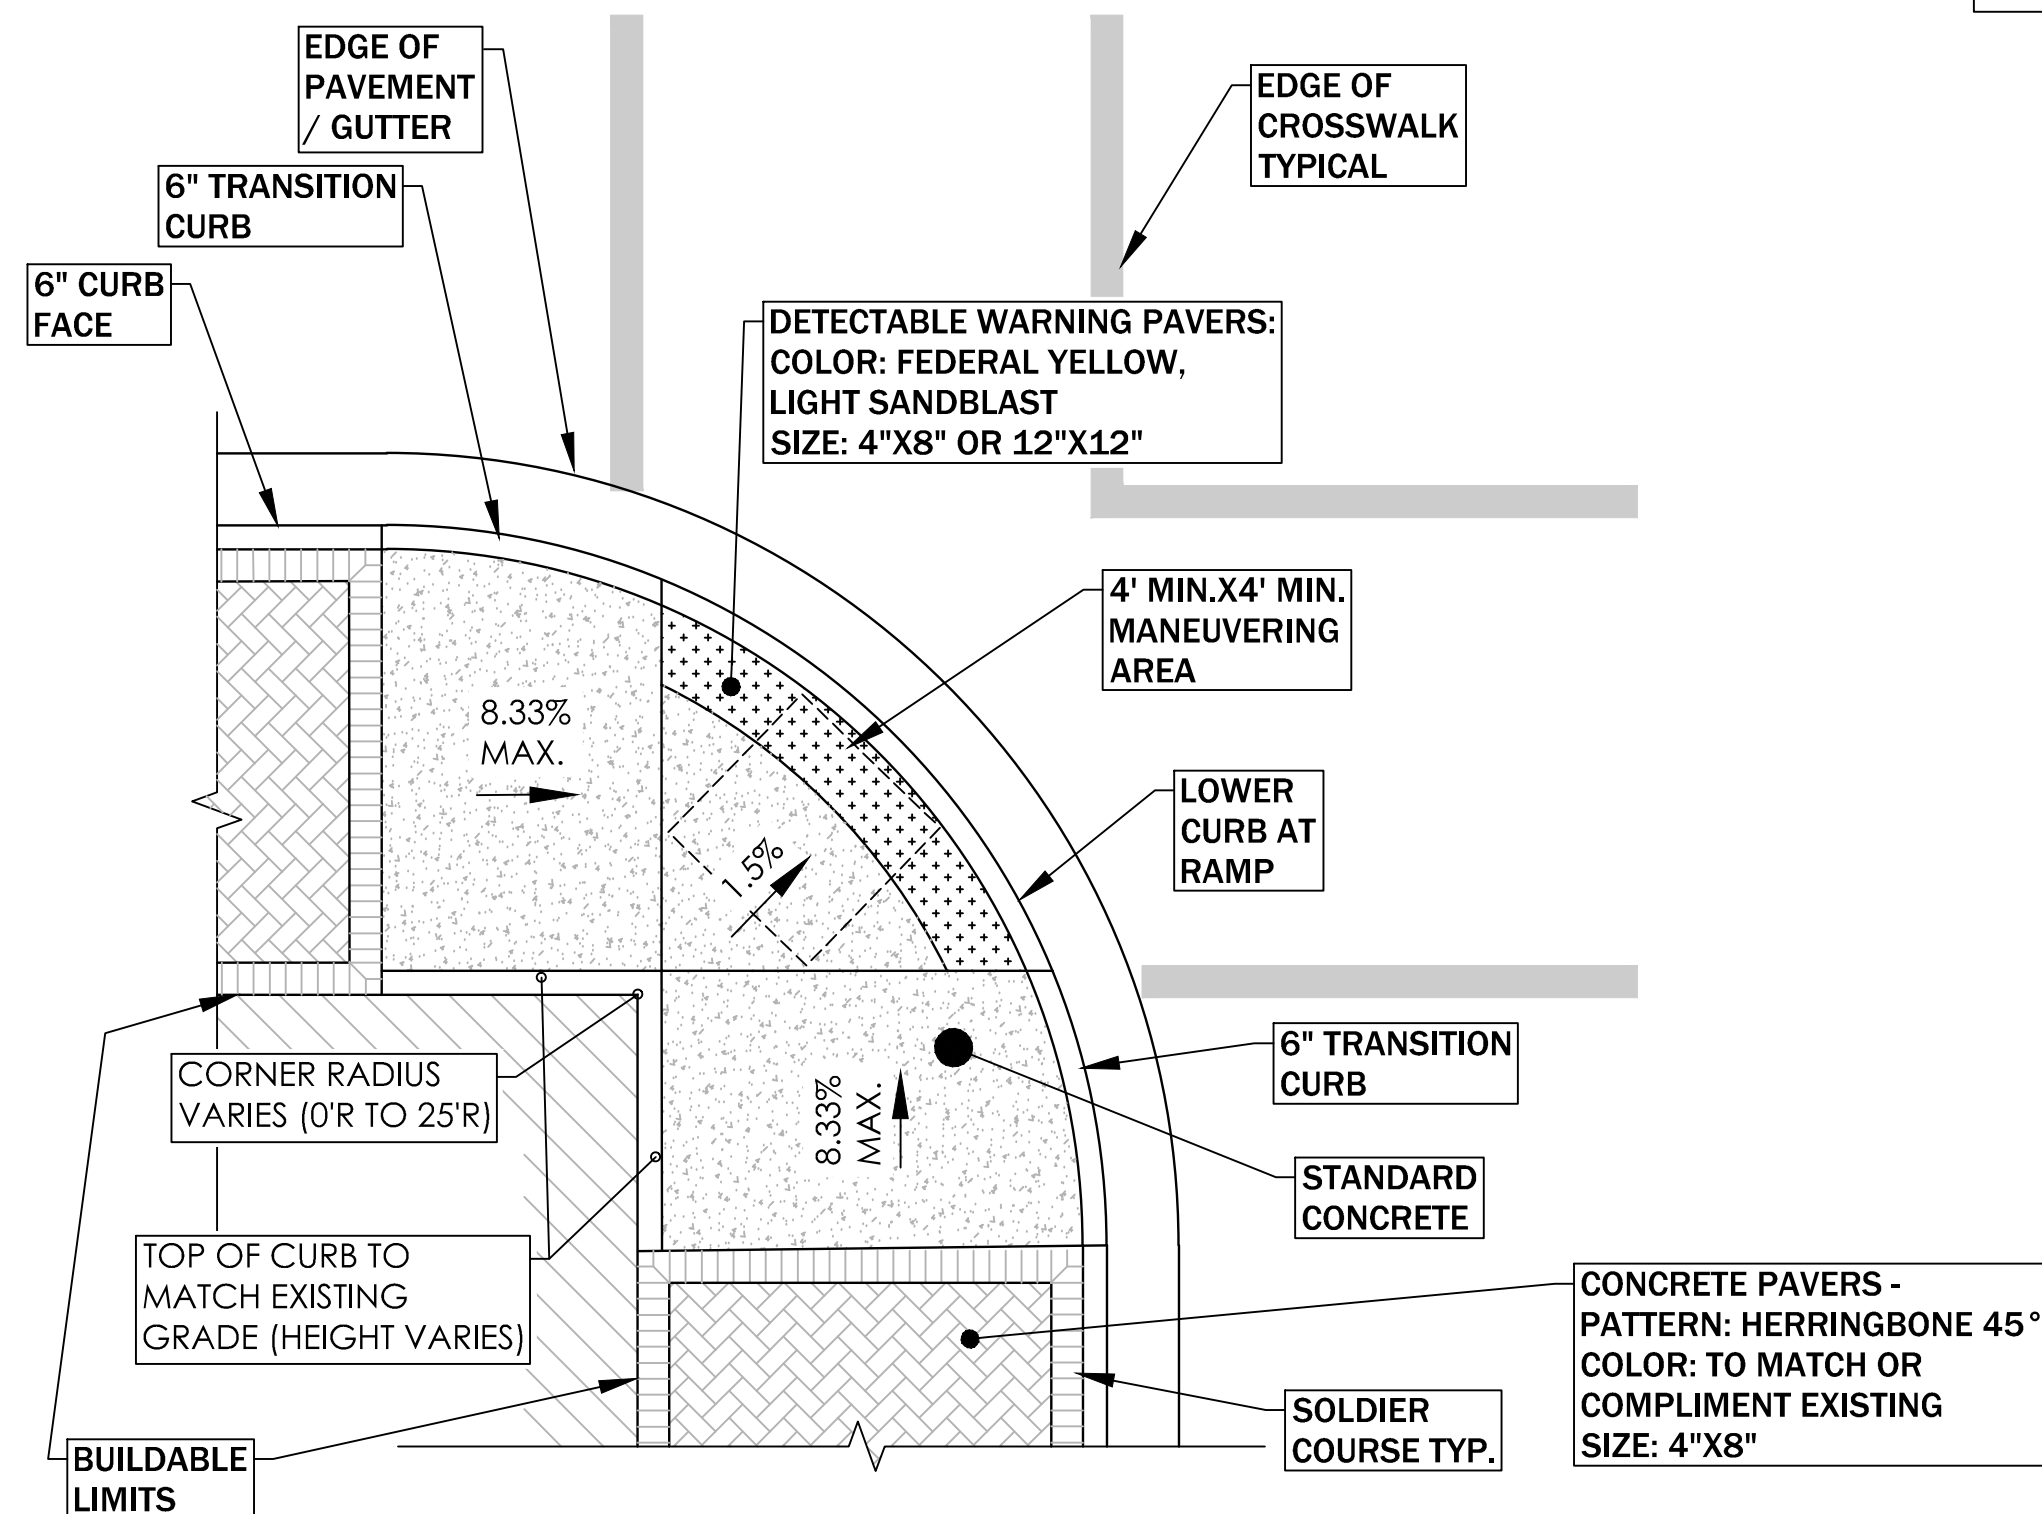 EDGE OF
PAVEMENT
/ GUTTER
EDGE OF
CROSSWALK
TYPICAL
6" TRANSITION
CURB
6" CURB
FACE
DETECTABLE WARNING PAVERS:
COLOR: FEDERAL YELLOW,
LIGHT SANDBLAST
SIZE: 4"X8" OR 12"X12"
4' MIN.X4' MIN.
MANEUVERING
AREA
8.33%
MAX.
1.5%
LOWER
CURB AT
RAMP
6" TRANSITION
CURB
CORNER RADIUS
VARIES (0'R TO 25'R)
8.33%
MAX.
STANDARD
CONCRETE
TOP OF CURB TO
MATCH EXISTING
GRADE (HEIGHT VARIES)
CONCRETE PAVERS -
PATTERN: HERRINGBONE 45°
COLOR: TO MATCH OR
COMPLIMENT EXISTING
SIZE: 4"X8"
SOLDIER
COURSE TYP.
BUILDABLE
LIMITS